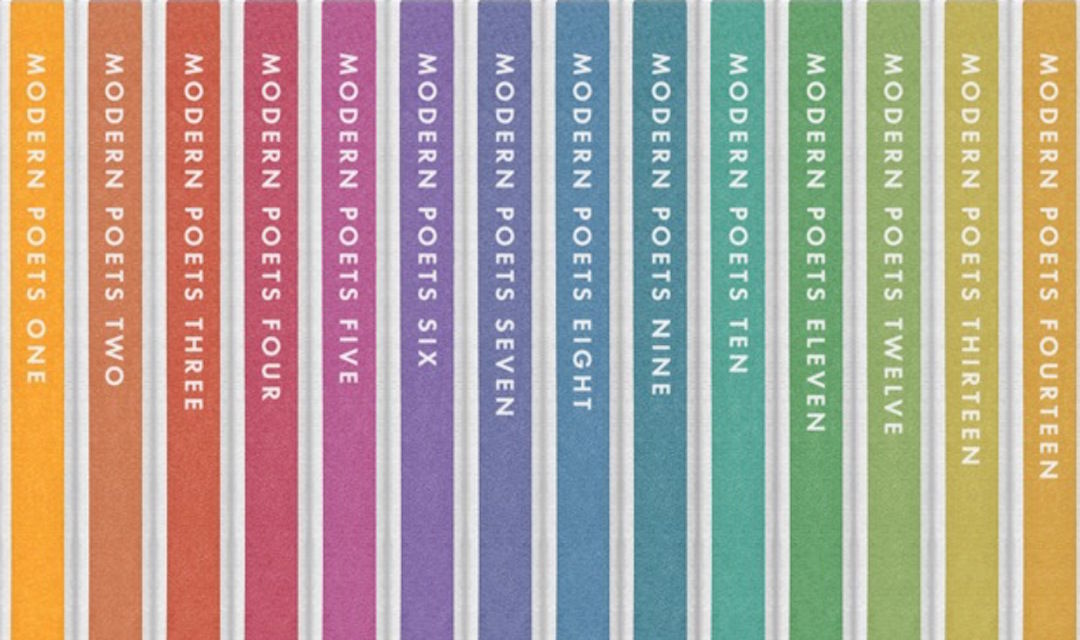 MODERN POETS ONE
MODERN POETS TWO
MODERN POETS THREE
MODERN POETS FOUR
MODERN POETS FIVE
MODERN POETS SIX
MODERN POETS SEVEN
MODERN POETS EIGHT
MODERN POETS NINE
MODERN POETS TEN
MODERN POETS ELEVEN
MODERN POETS TWELVE
MODERN POETS THIRTEEN
MODERN POETS FOURTEEN